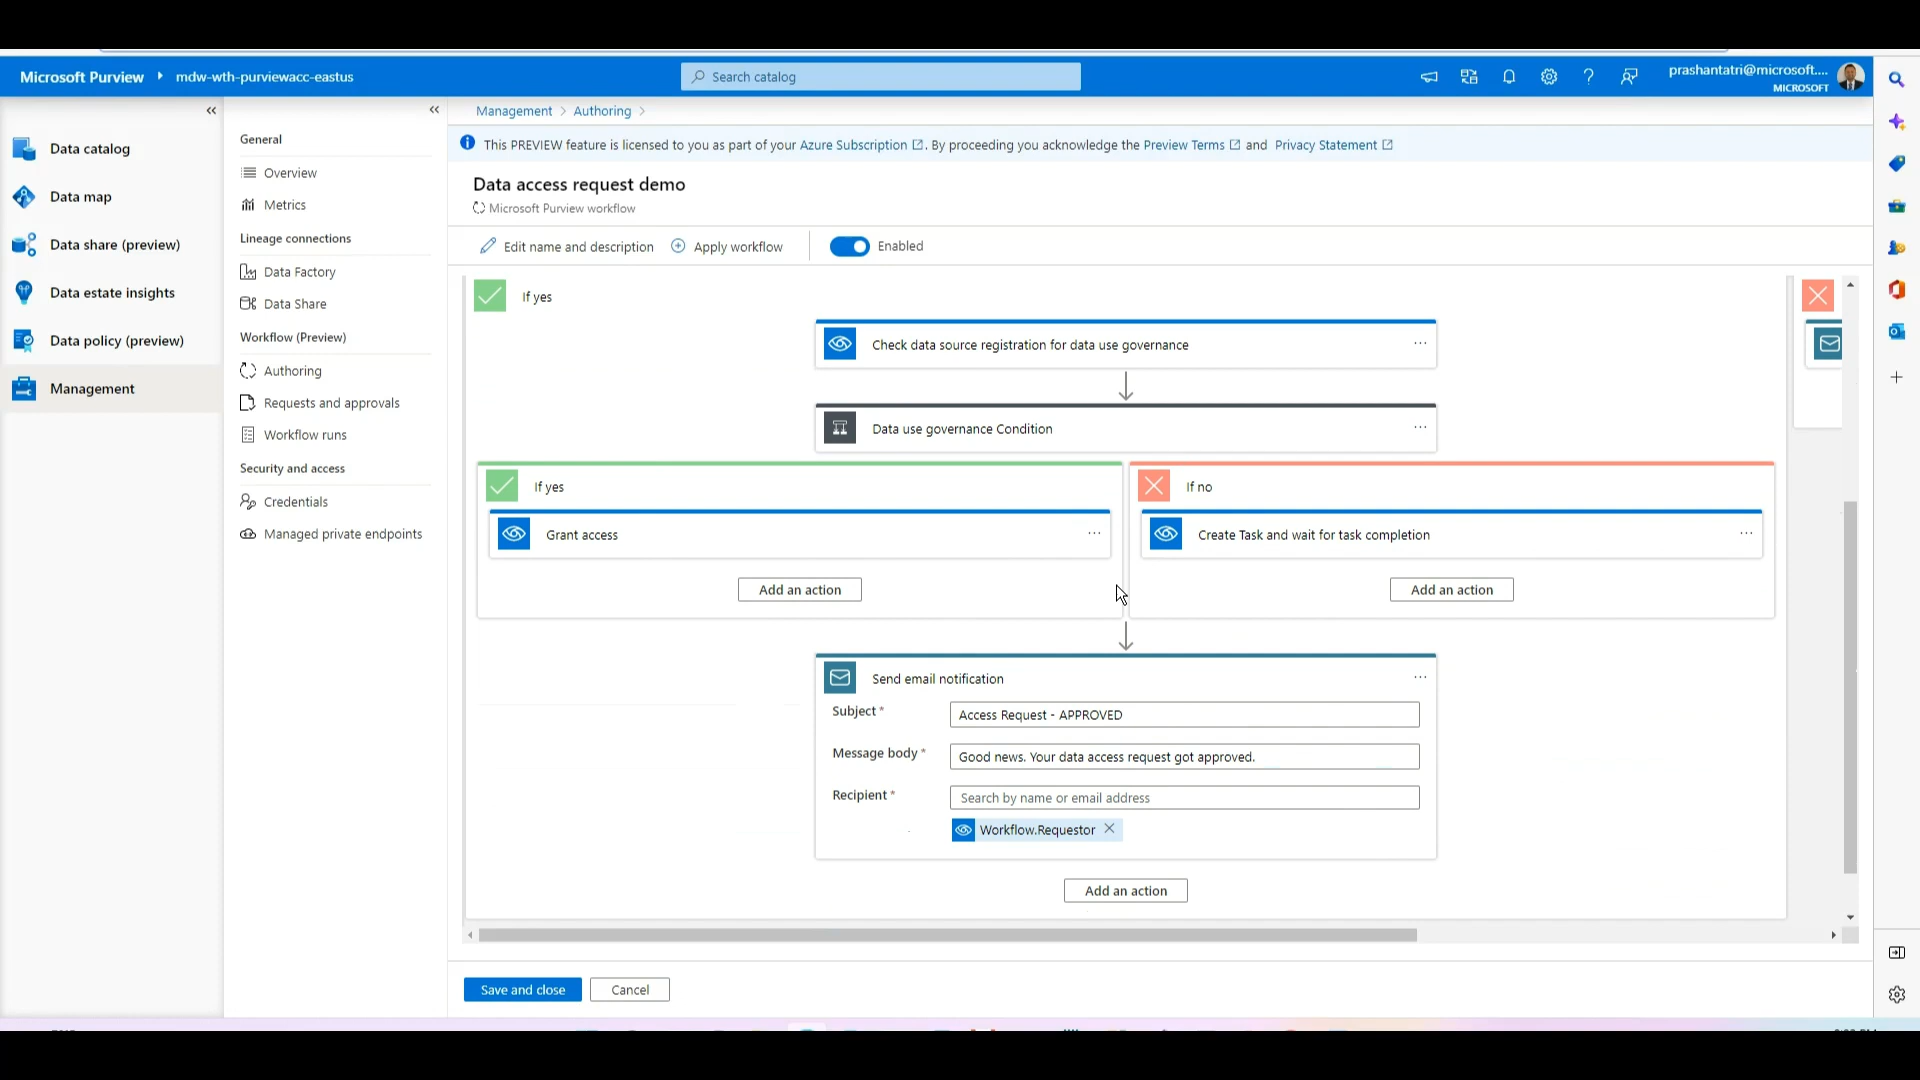 Microsoft Purview mdw-wth-purviewacc-eastus
Search catalog
prashantatri@microsoft....
MICROSOFT
Data catalog
Data map
Data share (preview)
Data estate insights
Data policy (preview)
Management
General
Overview
Metrics
Lineage connections
Data Factory
Data Share
Workflow (Preview)
Authoring
Requests and approvals
Workflow runs
Security and access
Credentials
Managed private endpoints
Management > Authoring >
This PREVIEW feature is licensed to you as part of your Azure Subscription. By proceeding you acknowledge the Preview Terms and Privacy Statement
Data access request demo
Microsoft Purview workflow
Edit name and description Apply workflow Enabled
If yes
Check data source registration for data use governance ...
Data use governance Condition ...
If yes
Grant access ...
Add an action
If no
Create Task and wait for task completion ...
Add an action
Send email notification ...
Subject * Access Request - APPROVED
Message body * Good news. Your data access request got approved.
Recipient * Search by name or email address
Workflow.Requestor
Add an action
Save and close Cancel